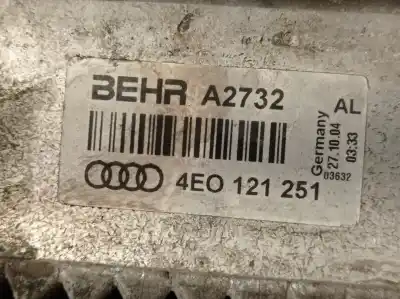 BEHR A2732 AL
4E0 121 251
Germany
27.10.04
03:33
03632